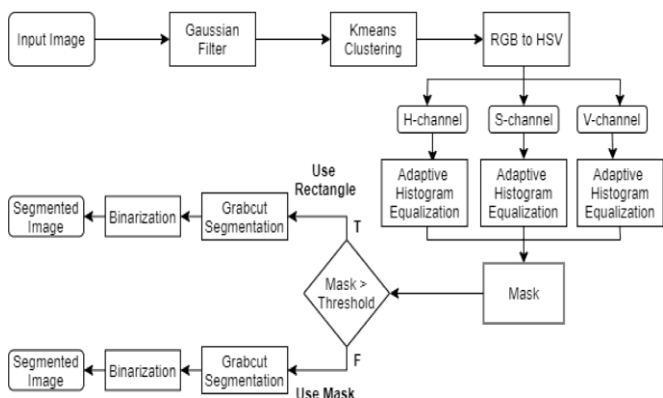 Input Image
Gaussian
Filter
Kmeans
Clustering
RGB to HSV
H-channel
S-channel
V-channel
Adaptive
Histogram
Equalization
Adaptive
Histogram
Equalization
Adaptive
Histogram
Equalization
Mask
Mask >
Threshold
Use
Rectangle
T
Grabcut
Segmentation
Binarization
Segmented
Image
F
Use Mask
Grabcut
Segmentation
Binarization
Segmented
Image